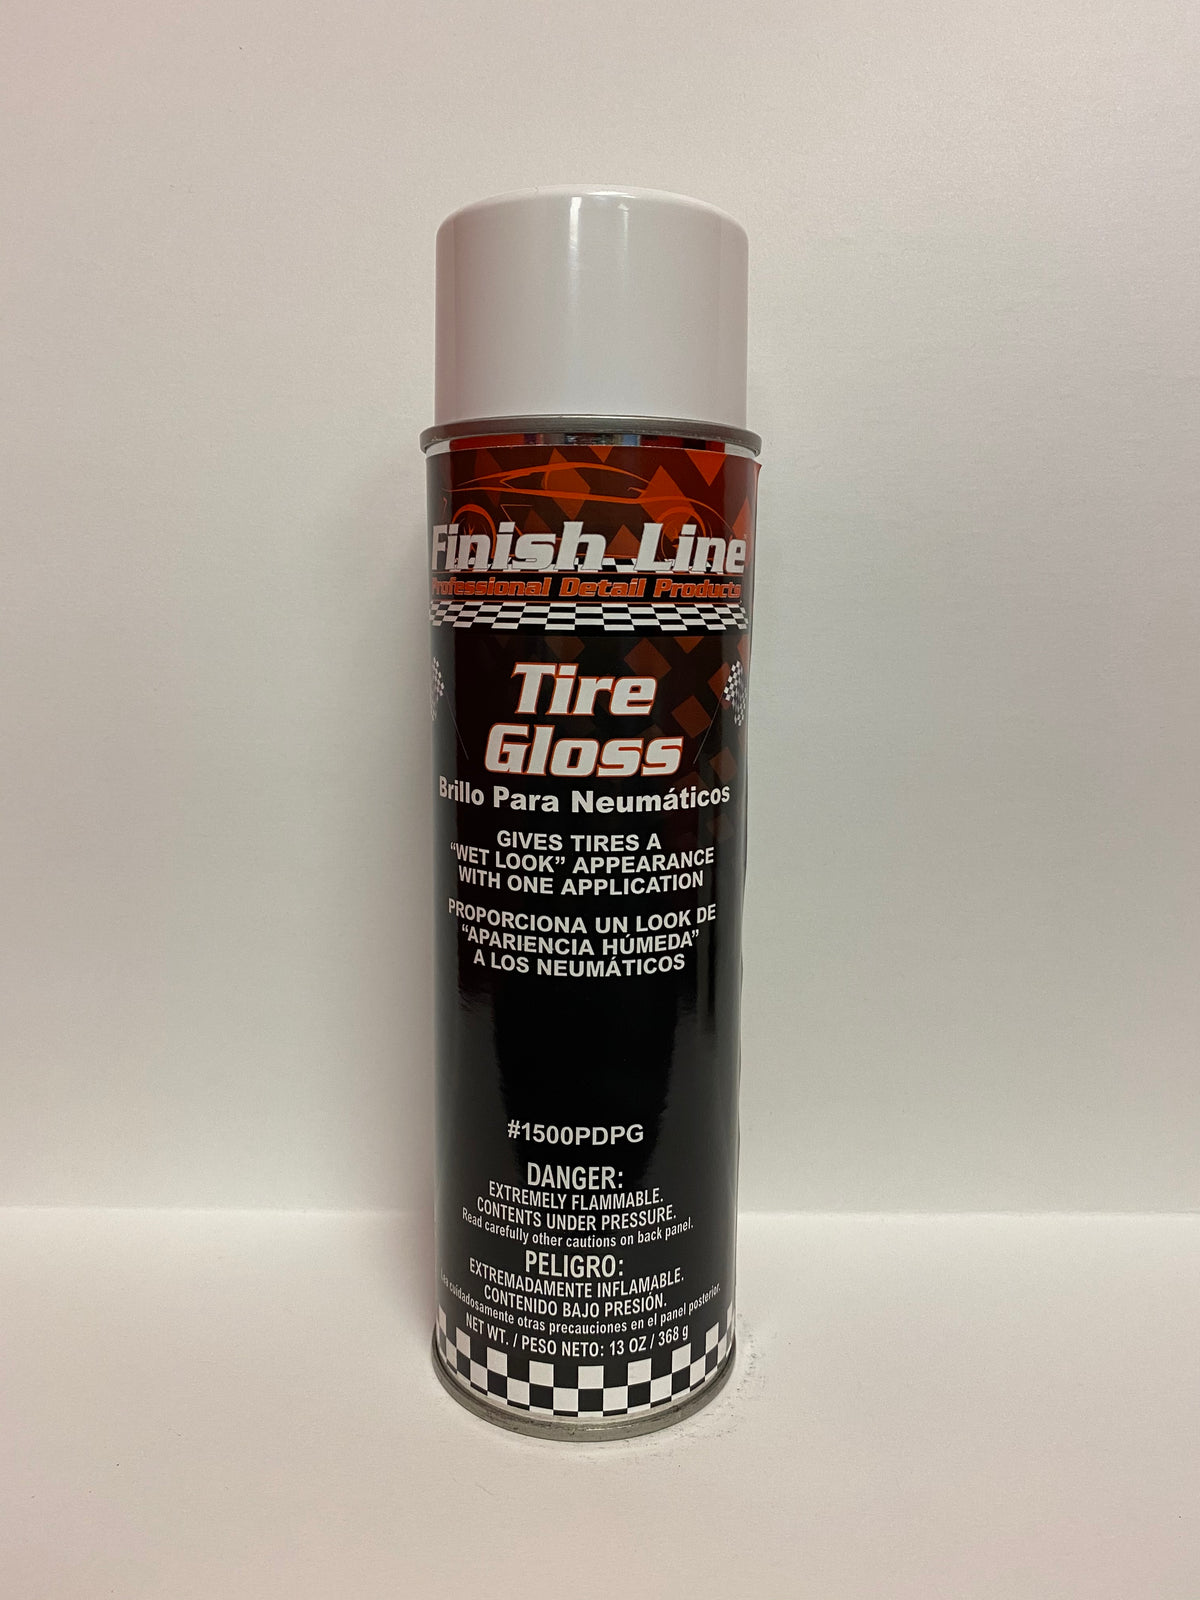 Finish Line
Professional Detail Products
Tire
Gloss
Brillo Para Neumáticos
GIVES TIRES A
“WET LOOK” APPEARANCE
WITH ONE APPLICATION
PROPORCIONA UN LOOK DE
“APARIENCIA HÚMEDA”
A LOS NEUMÁTICOS
#1500PDPG
DANGER:
EXTREMELY FLAMMABLE.
CONTENTS UNDER PRESSURE.
Read carefully other cautions on back panel.
PELIGRO:
EXTREMADAMENTE INFLAMABLE.
CONTENIDO BAJO PRESIÓN.
Lea cuidadosamente otras precauciones en el panel posterior.
NET WT. / PESO NETO: 13 OZ / 368 g